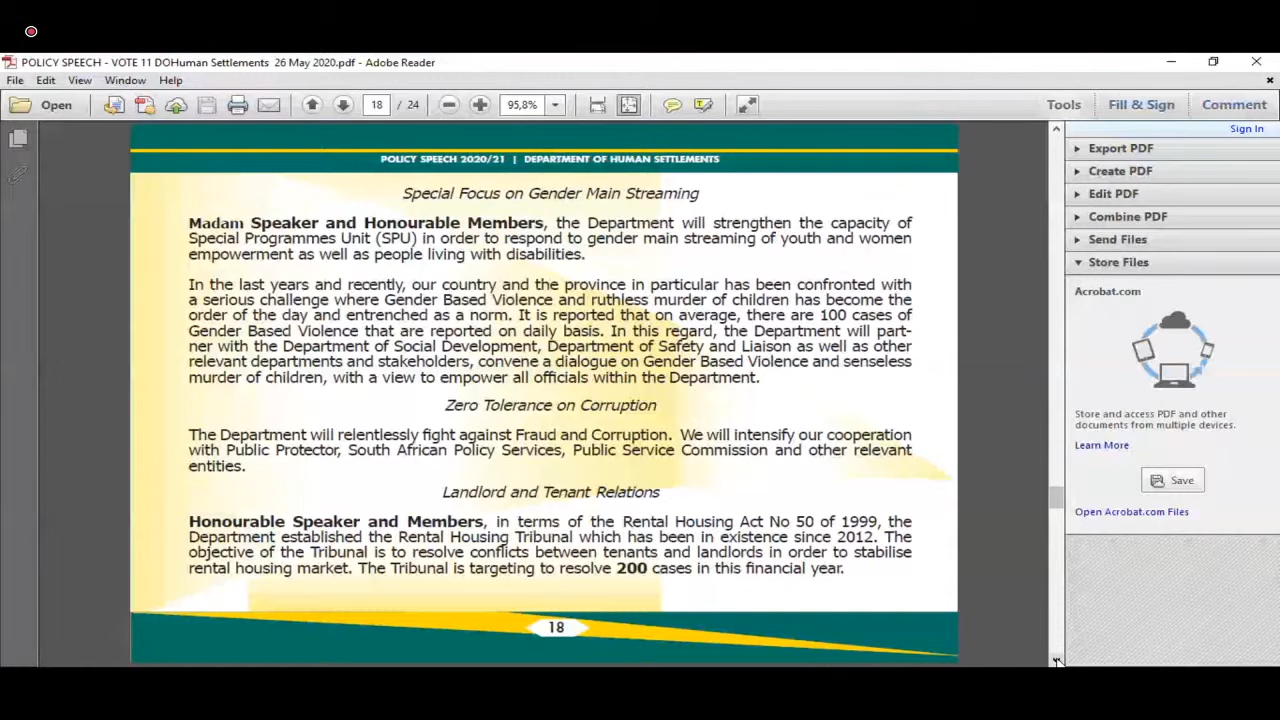 POLICY SPEECH - VOTE 11 DOHuman Settlements 26 May 2020.pdf - Adobe Reader
File Edit View Window Help
Open 18 / 24 95,8% Tools Fill & Sign Comment
Sign In
POLICY SPEECH 2020/21 | DEPARTMENT OF HUMAN SETTLEMENTS
Special Focus on Gender Main Streaming
Madam Speaker and Honourable Members, the Department will strengthen the capacity of
Special Programmes Unit (SPU) in order to respond to gender main streaming of youth and women
empowerment as well as people living with disabilities.
In the last years and recently, our country and the province in particular has been confronted with
a serious challenge where Gender Based Violence and ruthless murder of children has become the
order of the day and entrenched as a norm. It is reported that on average, there are 100 cases of
Gender Based Violence that are reported on daily basis. In this regard, the Department will part-
ner with the Department of Social Development, Department of Safety and Liaison as well as other
relevant departments and stakeholders, convene a dialogue on Gender Based Violence and senseless
murder of children, with a view to empower all officials within the Department.
Zero Tolerance on Corruption
The Department will relentlessly fight against Fraud and Corruption. We will intensify our cooperation
with Public Protector, South African Policy Services, Public Service Commission and other relevant
entities.
Landlord and Tenant Relations
Honourable Speaker and Members, in terms of the Rental Housing Act No 50 of 1999, the
Department established the Rental Housing Tribunal which has been in existence since 2012. The
objective of the Tribunal is to resolve conflicts between tenants and landlords in order to stabilise
rental housing market. The Tribunal is targeting to resolve 200 cases in this financial year.
18
Export PDF
Create PDF
Edit PDF
Combine PDF
Send Files
Store Files
Acrobat.com
Store and access PDF and other
documents from multiple devices.
Learn More
Save
Open Acrobat.com Files